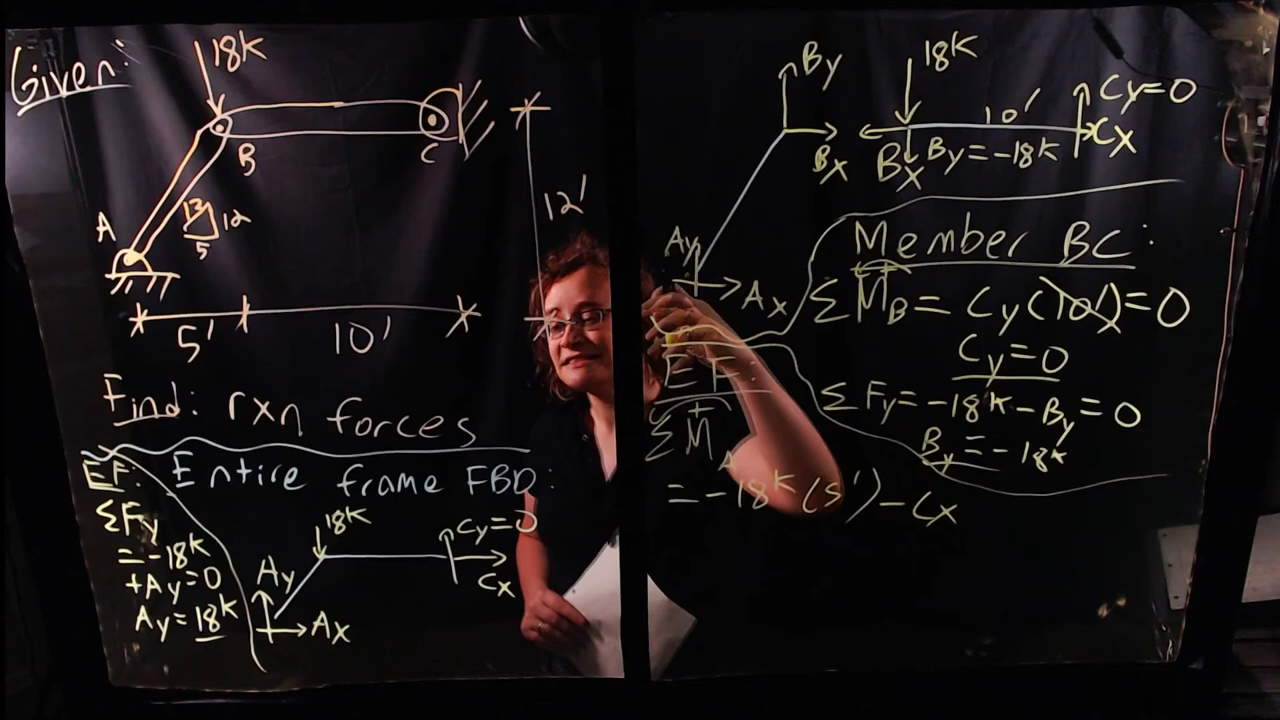 Given:
18K
B
C
A
13
12
5
12'
5'
10'
Find: rxn forces
EF: Entire frame FBD:
ΣFy
= -18K
+Ay=0
Ay=18K
18K
Cy=0
Cx
Ay
Ax
By
Bx
Ay
Ax
18K
10'
Cy=0
Cx
Bx
By=-18K
Member BC:
ΣMB = Cy(10')=0
Cy=0
ΣFy=-18K-By=0
By=-18K
EF:
+
ΣMA
= -18K(5')-Cx